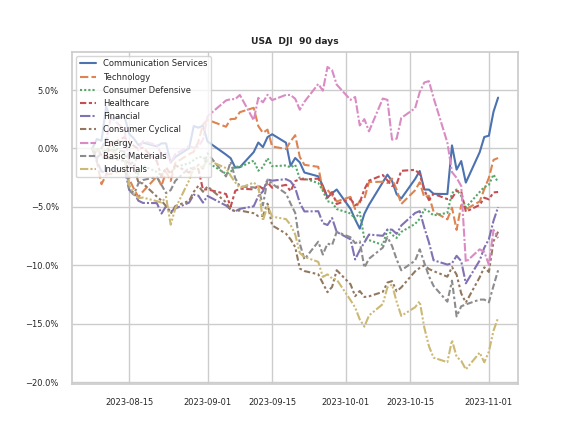 USA  DJI  90 days
Communication Services
Technology
Consumer Defensive
Healthcare
Financial
Consumer Cyclical
Energy
Basic Materials
Industrials
5.0%
0.0%
−5.0%
−10.0%
−15.0%
−20.0%
2023-08-15
2023-09-01
2023-09-15
2023-10-01
2023-10-15
2023-11-01